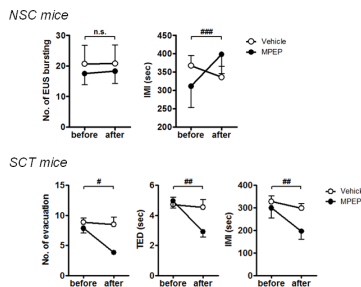 NSC mice
n.s.
No. of EUS bursting
30
20
10
0
before after
###
IMI (sec)
450
400
350
300
250
200
before after
Vehicle
MPEP
SCT mice
#
No. of evacuation
15
10
5
0
before after
##
TED (sec)
6
4
2
0
before after
##
IMI (sec)
400
300
200
100
0
before after
Vehicl
MPEP